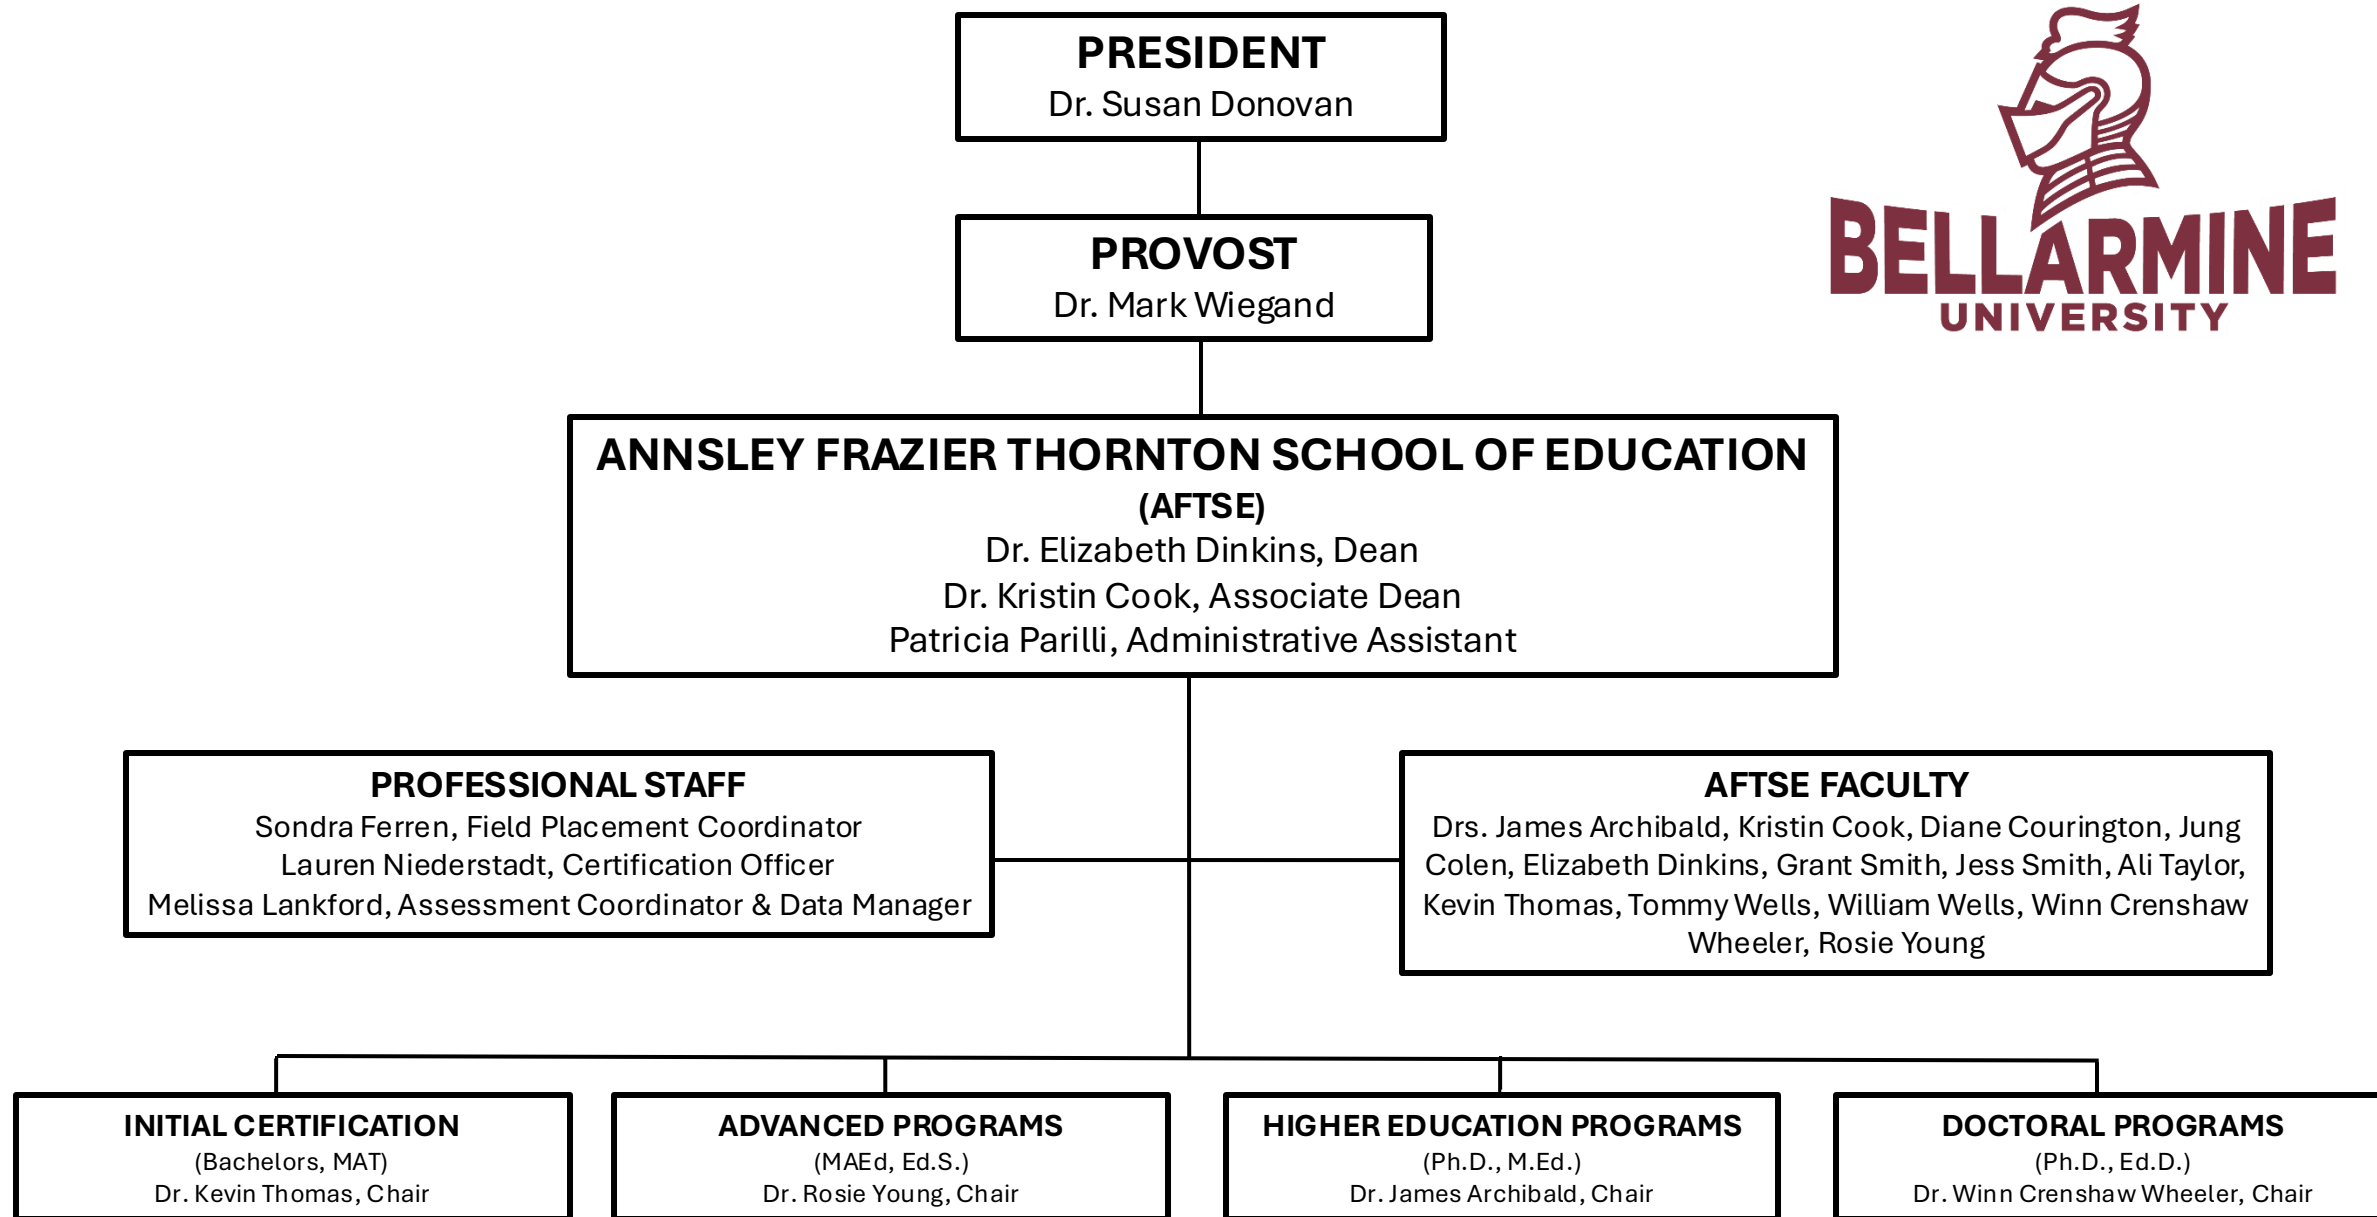 PRESIDENT
Dr. Susan Donovan
BELLARMINE
UNIVERSITY
PROVOST
Dr. Mark Wiegand
ANNSLEY FRAZIER THORNTON SCHOOL OF EDUCATION
(AFTSE)
Dr. Elizabeth Dinkins, Dean
Dr. Kristin Cook, Associate Dean
Patricia Parilli, Administrative Assistant
PROFESSIONAL STAFF
Sondra Ferren, Field Placement Coordinator
Lauren Niederstadt, Certification Officer
Melissa Lankford, Assessment Coordinator & Data Manager
AFTSE FACULTY
Drs. James Archibald, Kristin Cook, Diane Courington, Jung
Colen, Elizabeth Dinkins, Grant Smith, Jess Smith, Ali Taylor,
Kevin Thomas, Tommy Wells, William Wells, Winn Crenshaw
Wheeler, Rosie Young
INITIAL CERTIFICATION
(Bachelors, MAT)
Dr. Kevin Thomas, Chair
ADVANCED PROGRAMS
(MAEd, Ed.S.)
Dr. Rosie Young, Chair
HIGHER EDUCATION PROGRAMS
(Ph.D., M.Ed.)
Dr. James Archibald, Chair
DOCTORAL PROGRAMS
(Ph.D., Ed.D.)
Dr. Winn Crenshaw Wheeler, Chair